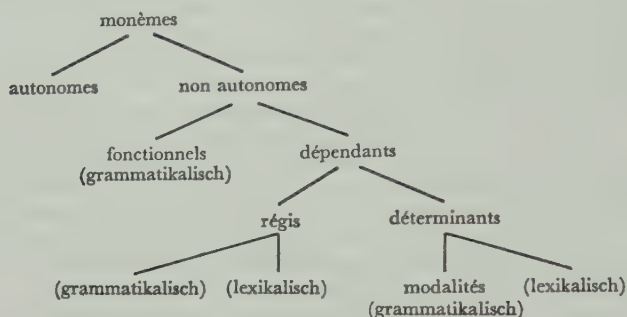 monèmes
autonomes non autonomes
fonctionnels dépendants
(grammatikalisch)
régis déterminants
(grammatikalisch) (lexikalisch) modalités (lexikalisch)
(grammatikalisch)